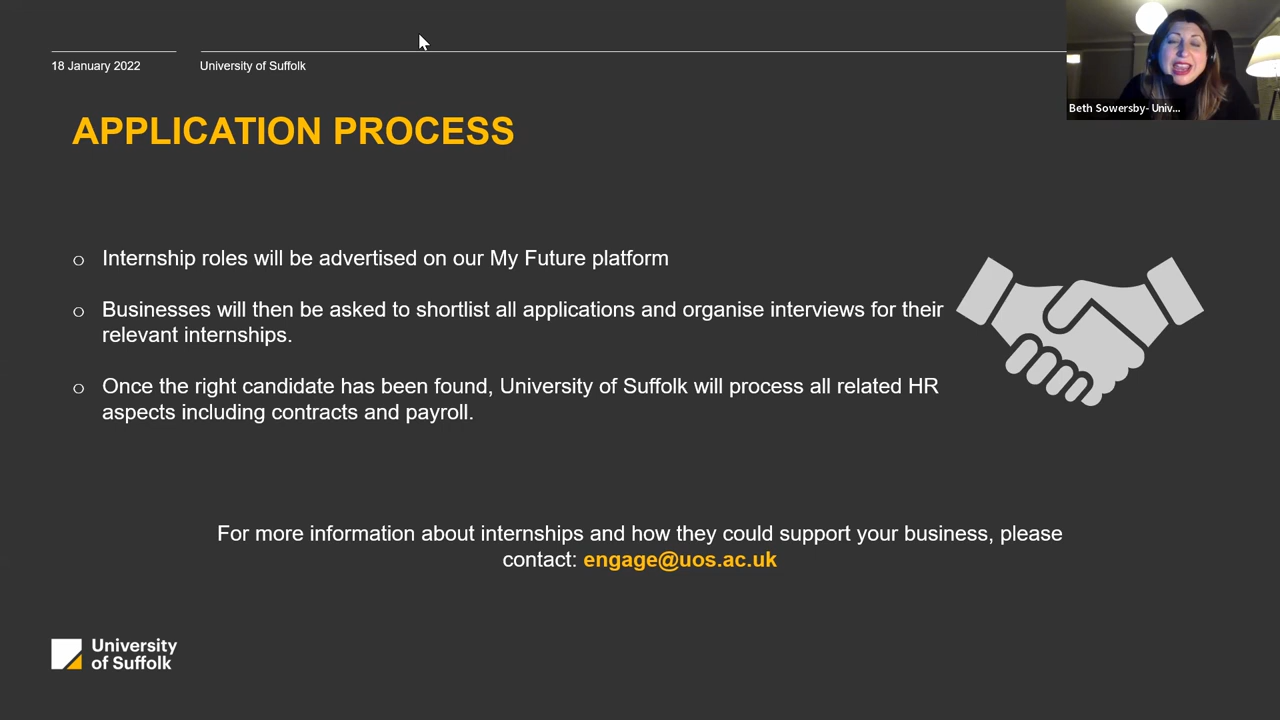 18 January 2022
University of Suffolk
Beth Sowersby- Univ...
APPLICATION PROCESS
o Internship roles will be advertised on our My Future platform
o Businesses will then be asked to shortlist all applications and organise interviews for their
relevant internships.
o Once the right candidate has been found, University of Suffolk will process all related HR
aspects including contracts and payroll.
For more information about internships and how they could support your business, please
contact: engage@uos.ac.uk
University
of Suffolk